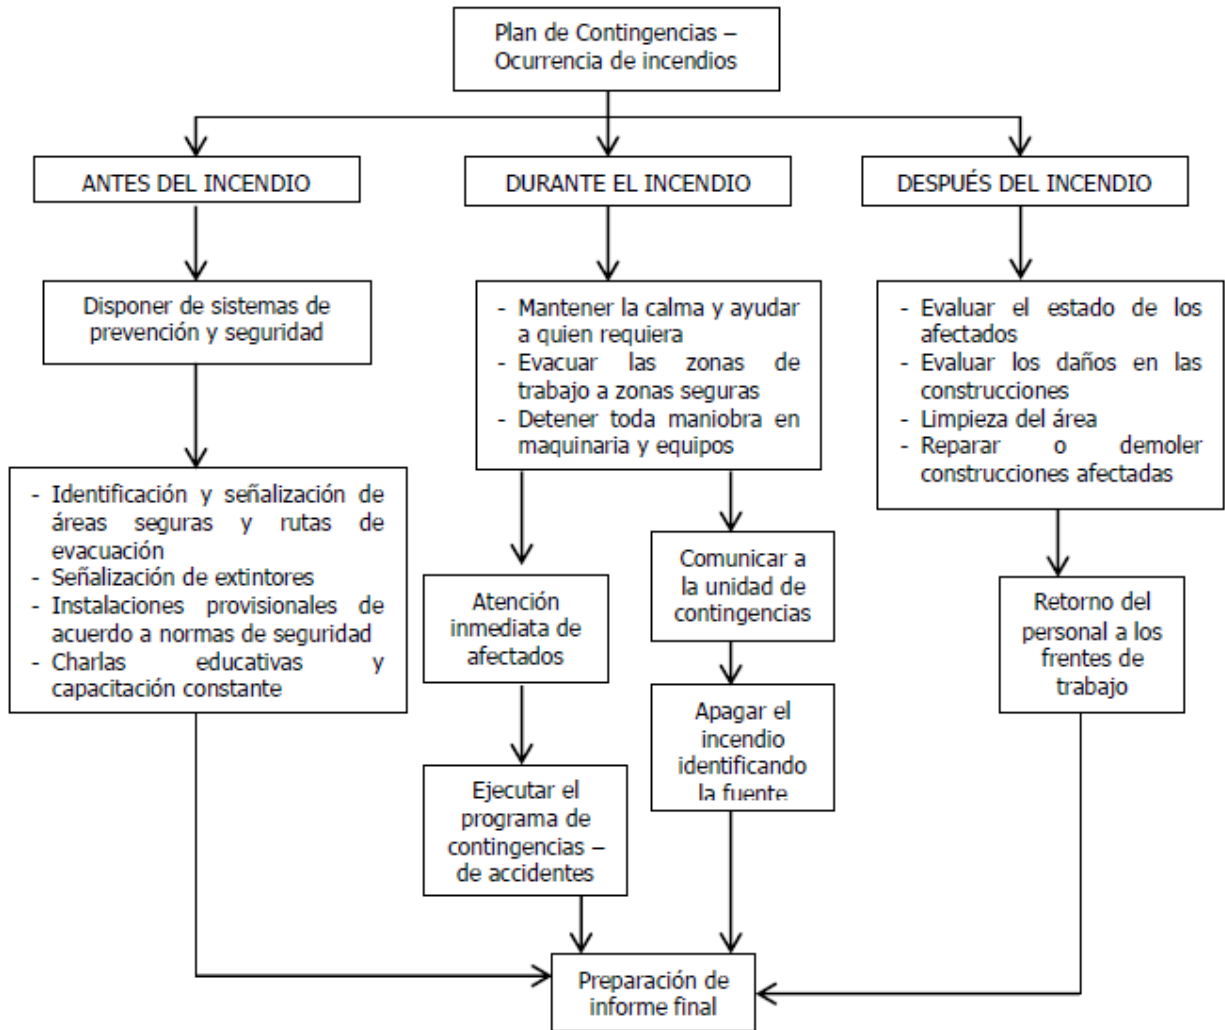 Plan de Contingencias –
Ocurrencia de incendios
ANTES DEL INCENDIO
DURANTE EL INCENDIO
DESPUÉS DEL INCENDIO
Disponer de sistemas de
prevención y seguridad
- Identificación y señalización de
áreas seguras y rutas de
evacuación
- Señalización de extintores
- Instalaciones provisionales de
acuerdo a normas de seguridad
- Charlas educativas y
capacitación constante
- Mantener la calma y ayudar
a quien requiera
- Evacuar las zonas de
trabajo a zonas seguras
- Detener toda maniobra en
maquinaria y equipos
Atención
inmediata de
afectados
Ejecutar el
programa de
contingencias –
de accidentes
Comunicar a
la unidad de
contingencias
Apagar el
incendio
identificando
la fuente
- Evaluar el estado de los
afectados
- Evaluar los daños en las
construcciones
- Limpieza del área
- Reparar o demoler
construcciones afectadas
Retorno del
personal a los
frentes de
trabajo
Preparación de
informe final